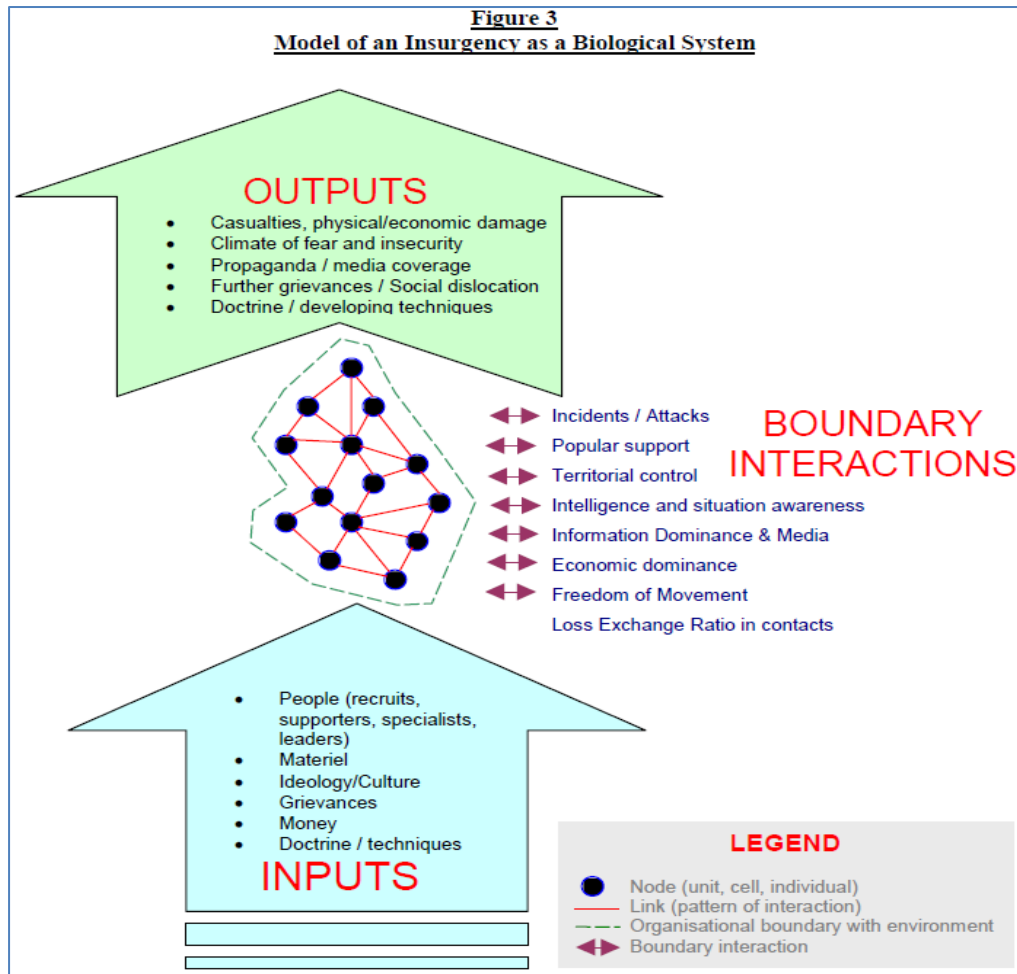 Figure 3
Model of an Insurgency as a Biological System
OUTPUTS
• Casualties, physical/economic damage
• Climate of fear and insecurity
• Propaganda / media coverage
• Further grievances / Social dislocation
• Doctrine / developing techniques
Incidents / Attacks
Popular support
Territorial control
Intelligence and situation awareness
Information Dominance & Media
Economic dominance
Freedom of Movement
Loss Exchange Ratio in contacts
BOUNDARY
INTERACTIONS
• People (recruits,
supporters, specialists,
leaders)
• Materiel
• Ideology/Culture
• Grievances
• Money
• Doctrine / techniques
INPUTS
LEGEND
Node (unit, cell, individual)
Link (pattern of interaction)
Organisational boundary with environment
Boundary interaction